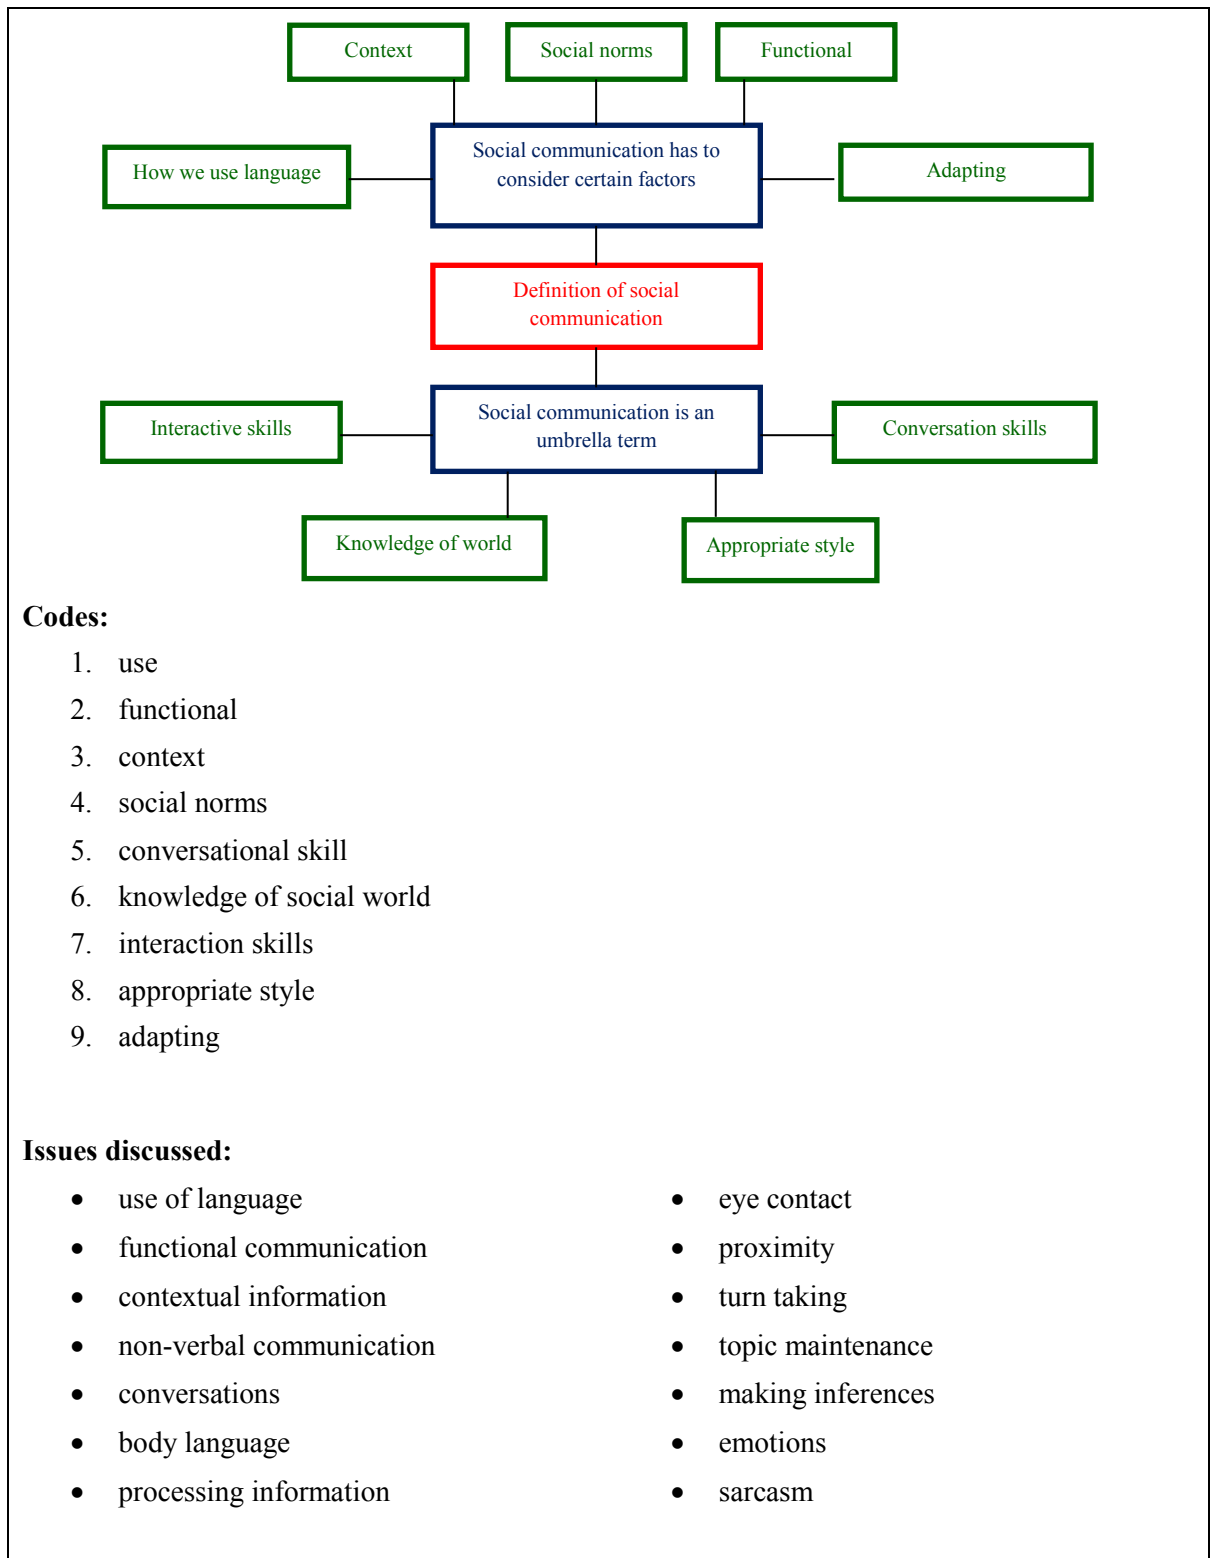 Context
Social norms
Functional
How we use language
Social communication has to
consider certain factors
Adapting
Definition of social
communication
Interactive skills
Social communication is an
umbrella term
Conversation skills
Knowledge of world
Appropriate style
Codes:
1. use
2. functional
3. context
4. social norms
5. conversational skill
6. knowledge of social world
7. interaction skills
8. appropriate style
9. adapting
Issues discussed:
• use of language
• functional communication
• contextual information
• non-verbal communication
• conversations
• body language
• processing information
• eye contact
• proximity
• turn taking
• topic maintenance
• making inferences
• emotions
• sarcasm